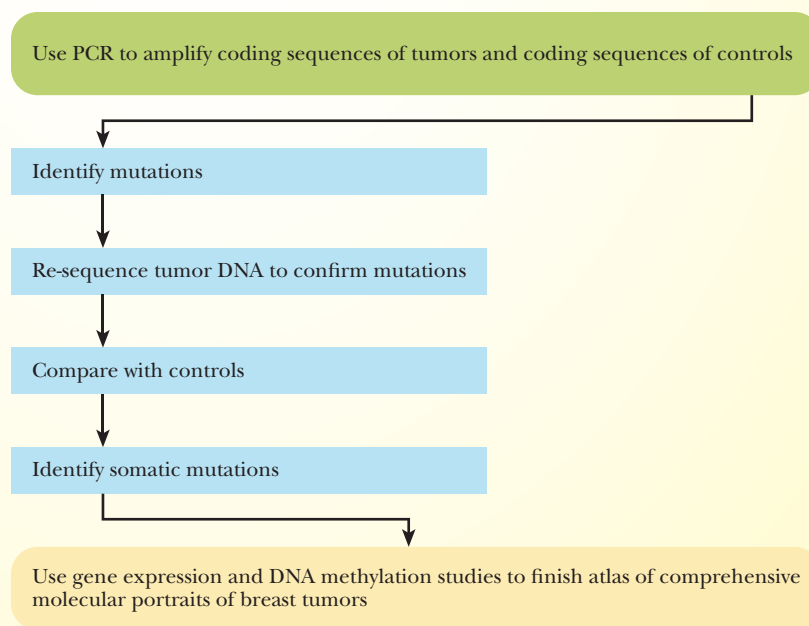 Use PCR to amplify coding sequences of tumors and coding sequences of controls
Identify mutations
Re-sequence tumor DNA to confirm mutations
Compare with controls
Identify somatic mutations
Use gene expression and DNA methylation studies to finish atlas of comprehensive
molecular portraits of breast tumors